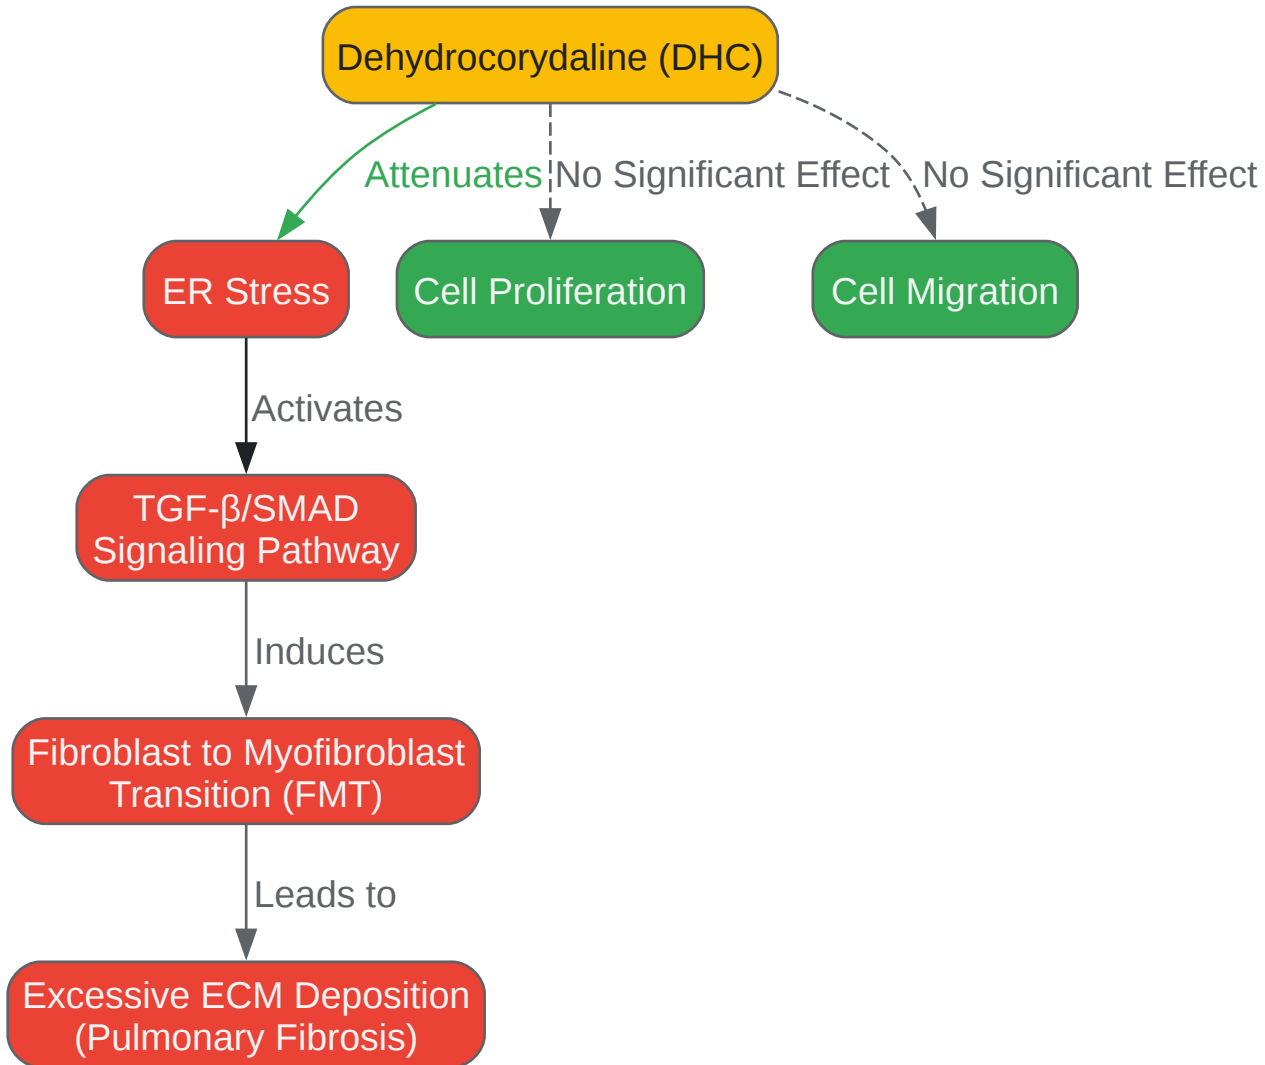 Dehydrocorydaline (DHC)
Attenuates
No Significant Effect
No Significant Effect
ER Stress
Cell Proliferation
Cell Migration
Activates
TGF-β/SMAD
Signaling Pathway
Induces
Fibroblast to Myofibroblast
Transition (FMT)
Leads to
Excessive ECM Deposition
(Pulmonary Fibrosis)